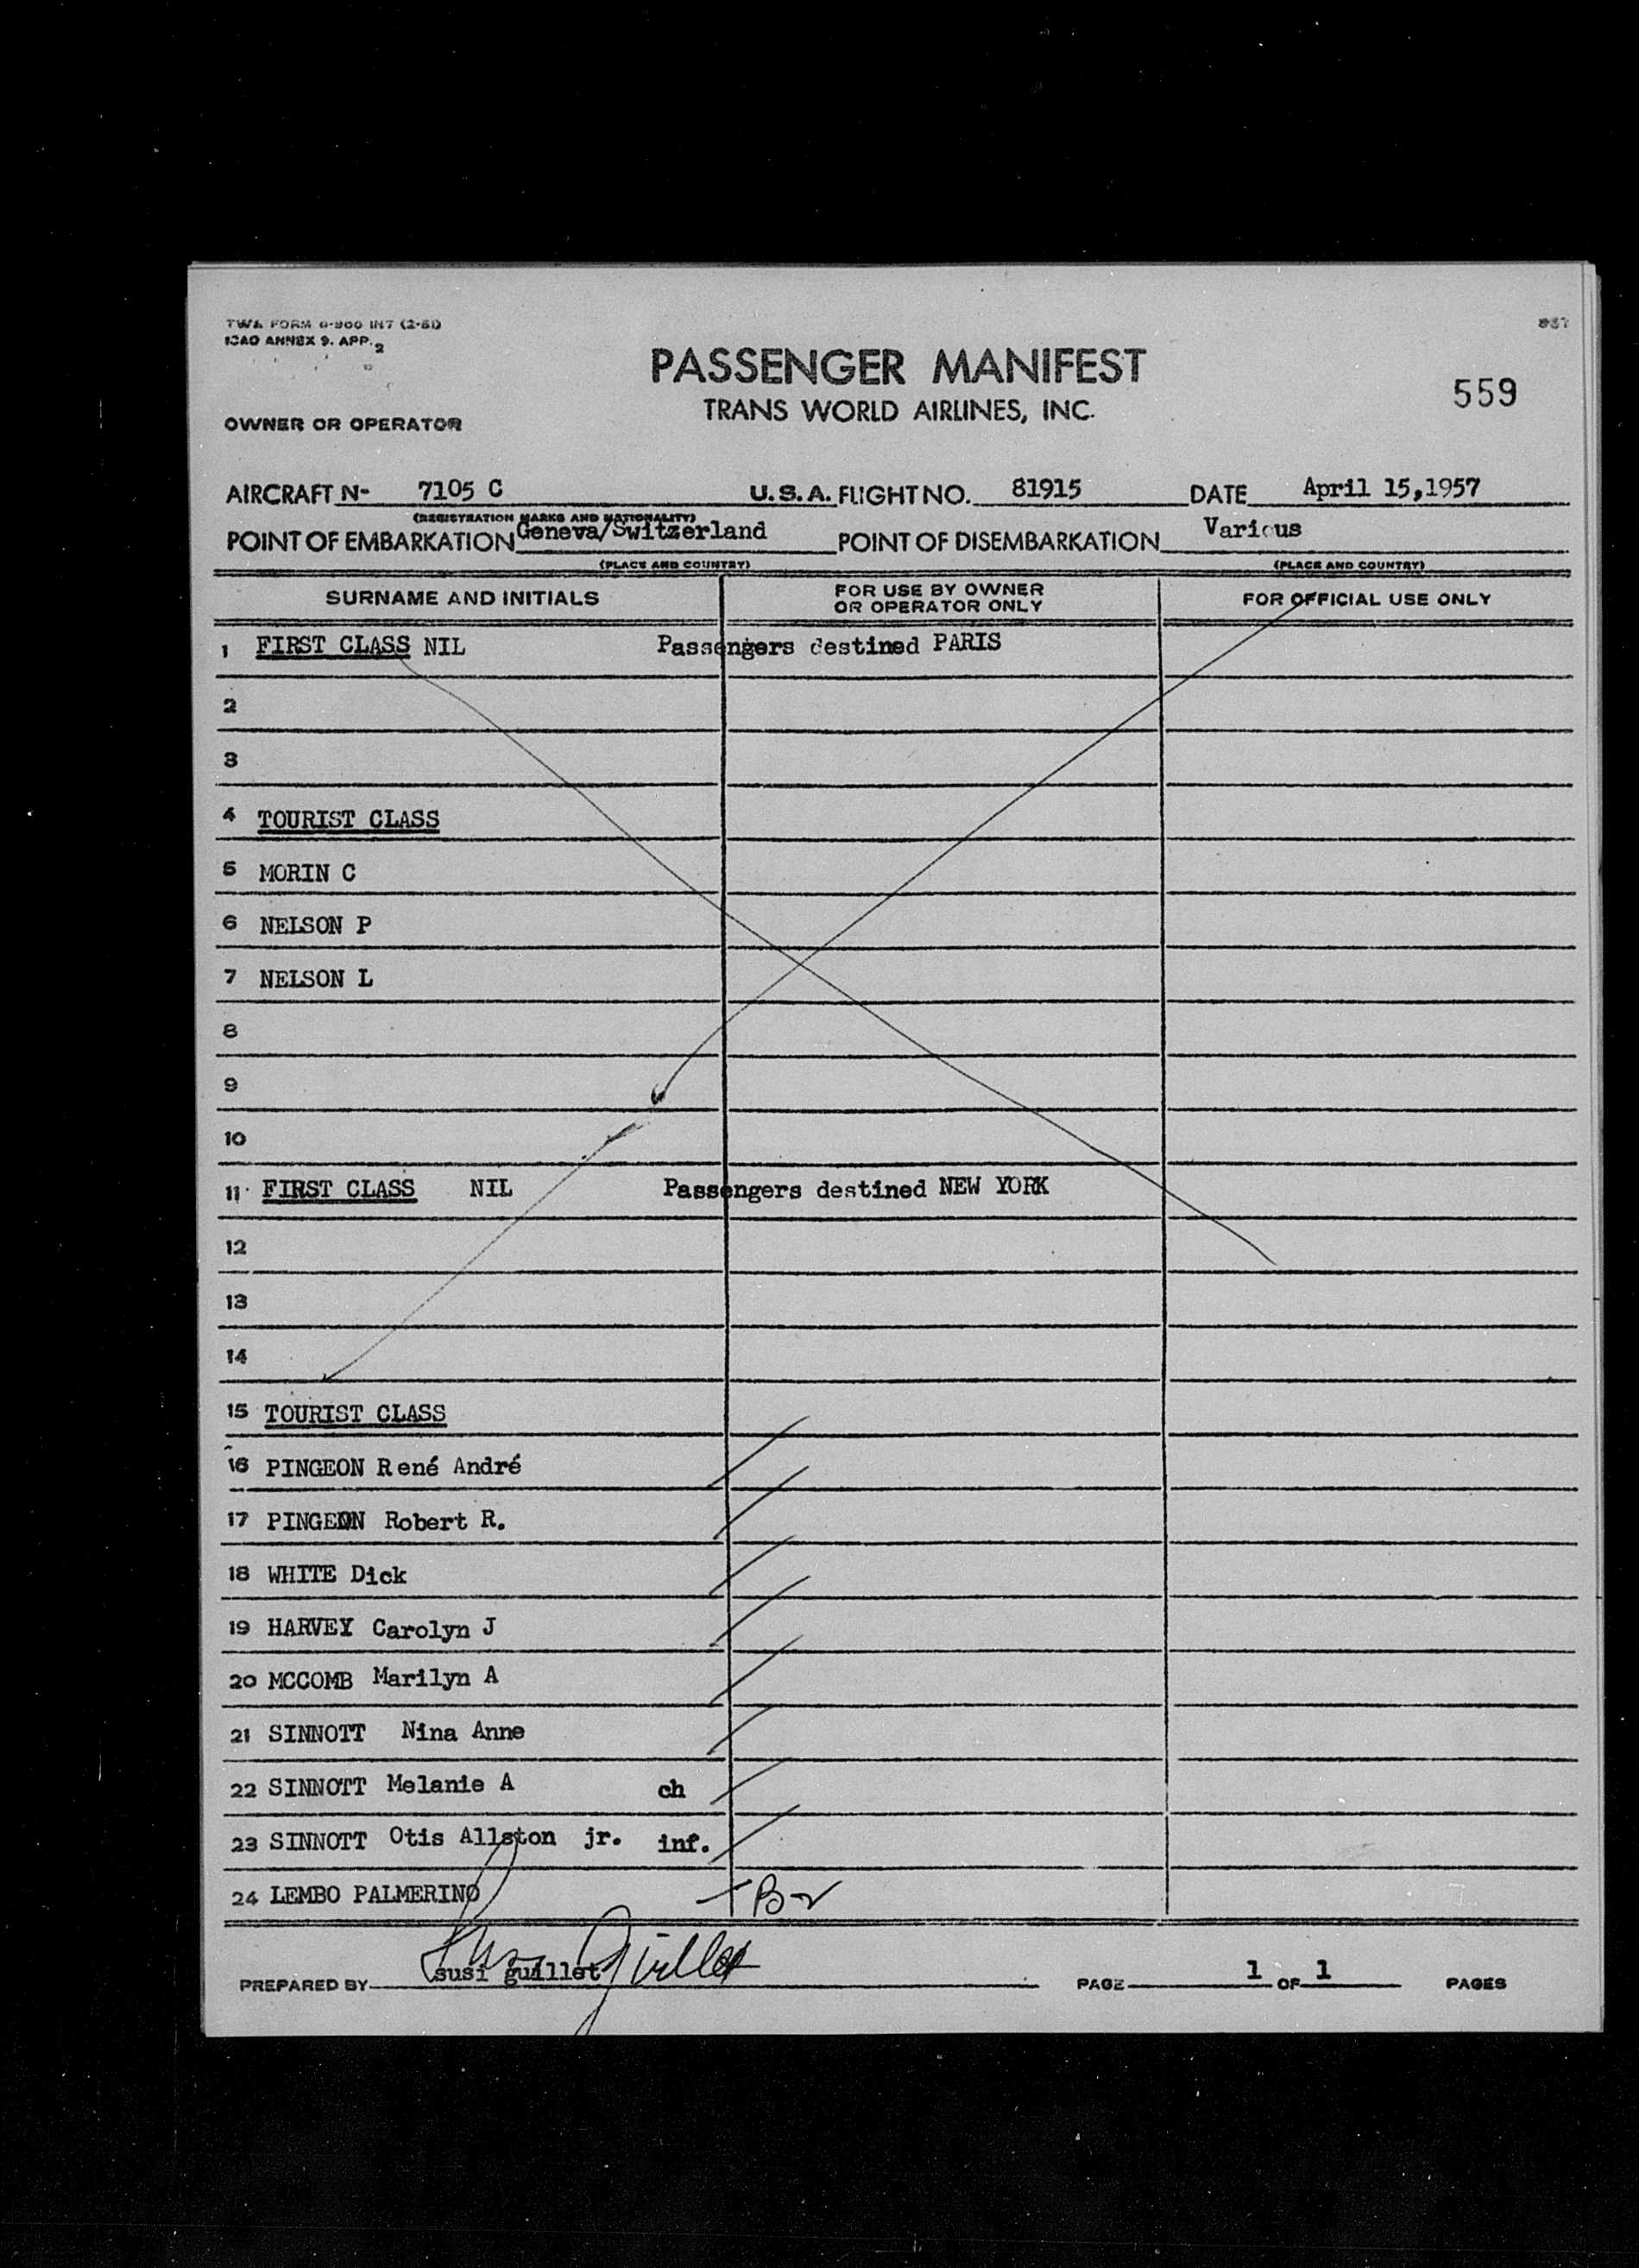 TWA FORM 0-900 INT (2-51)
ICAO ANNEX 9. APP. 2
PASSENGER MANIFEST
559
TRANS WORLD AIRLINES, INC.
OWNER OR OPERATOR
AIRCRAFT N- 7105 C U.S.A. FLIGHT NO. 81915 DATE April 15,1957
(REGISTRATION MARKS AND NATIONALITY)
POINT OF EMBARKATION Geneva/Switzerland POINT OF DISEMBARKATION Various
(PLACE AND COUNTRY) (PLACE AND COUNTRY)
SURNAME AND INITIALS FOR USE BY OWNER OR OPERATOR ONLY FOR OFFICIAL USE ONLY
1 FIRST CLASS NIL Passengers destined PARIS
2
3
4 TOURIST CLASS
5 MORIN C
6 NELSON P
7 NELSON L
8
9
10
11 FIRST CLASS NIL Passengers destined NEW YORK
12
13
14
15 TOURIST CLASS
16 PINGEON René André
17 PINGEON Robert R.
18 WHITE Dick
19 HARVEY Carolyn J
20 MCCOMB Marilyn A
21 SINNOTT Nina Anne
22 SINNOTT Melanie A ch
23 SINNOTT Otis Allston jr. inf.
24 LEMBO PALMERINO
PREPARED BY susi guillet PAGE 1 OF 1 PAGES